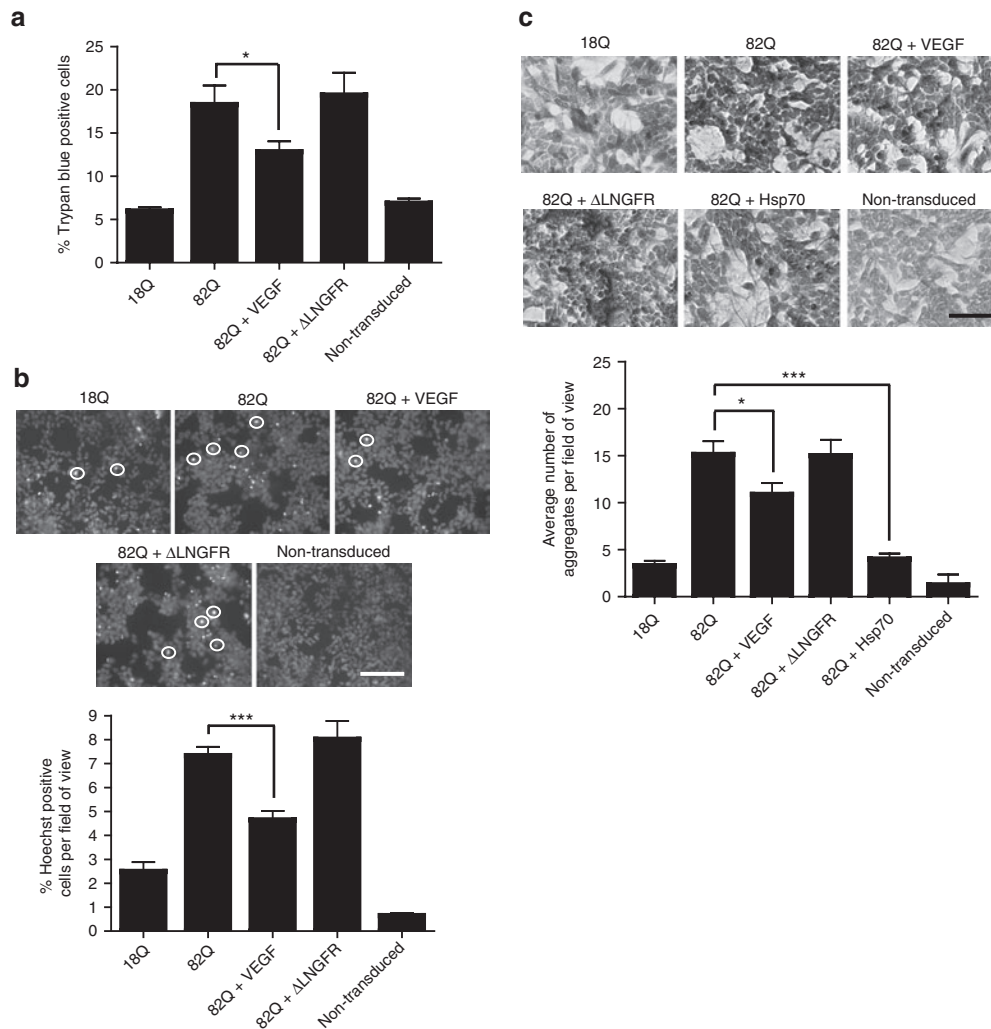 a
% Trypan blue positive cells
25
20
15
10
5
0
*
18Q
82Q
82Q + VEGF
82Q + ΔLNGFR
Non-transduced
b
18Q
82Q
82Q + VEGF
82Q + ΔLNGFR
Non-transduced
% Hoechst positive
cells per field of view
9
8
7
6
5
4
3
2
1
0
***
18Q
82Q
82Q + VEGF
82Q + ΔLNGFR
Non-transduced
c
18Q
82Q
82Q + VEGF
82Q + ΔLNGFR
82Q + Hsp70
Non-transduced
Average number of
aggregates per field of view
25
20
15
10
5
0
***
*
18Q
82Q
82Q + VEGF
82Q + ΔLNGFR
82Q + Hsp70
Non-transduced